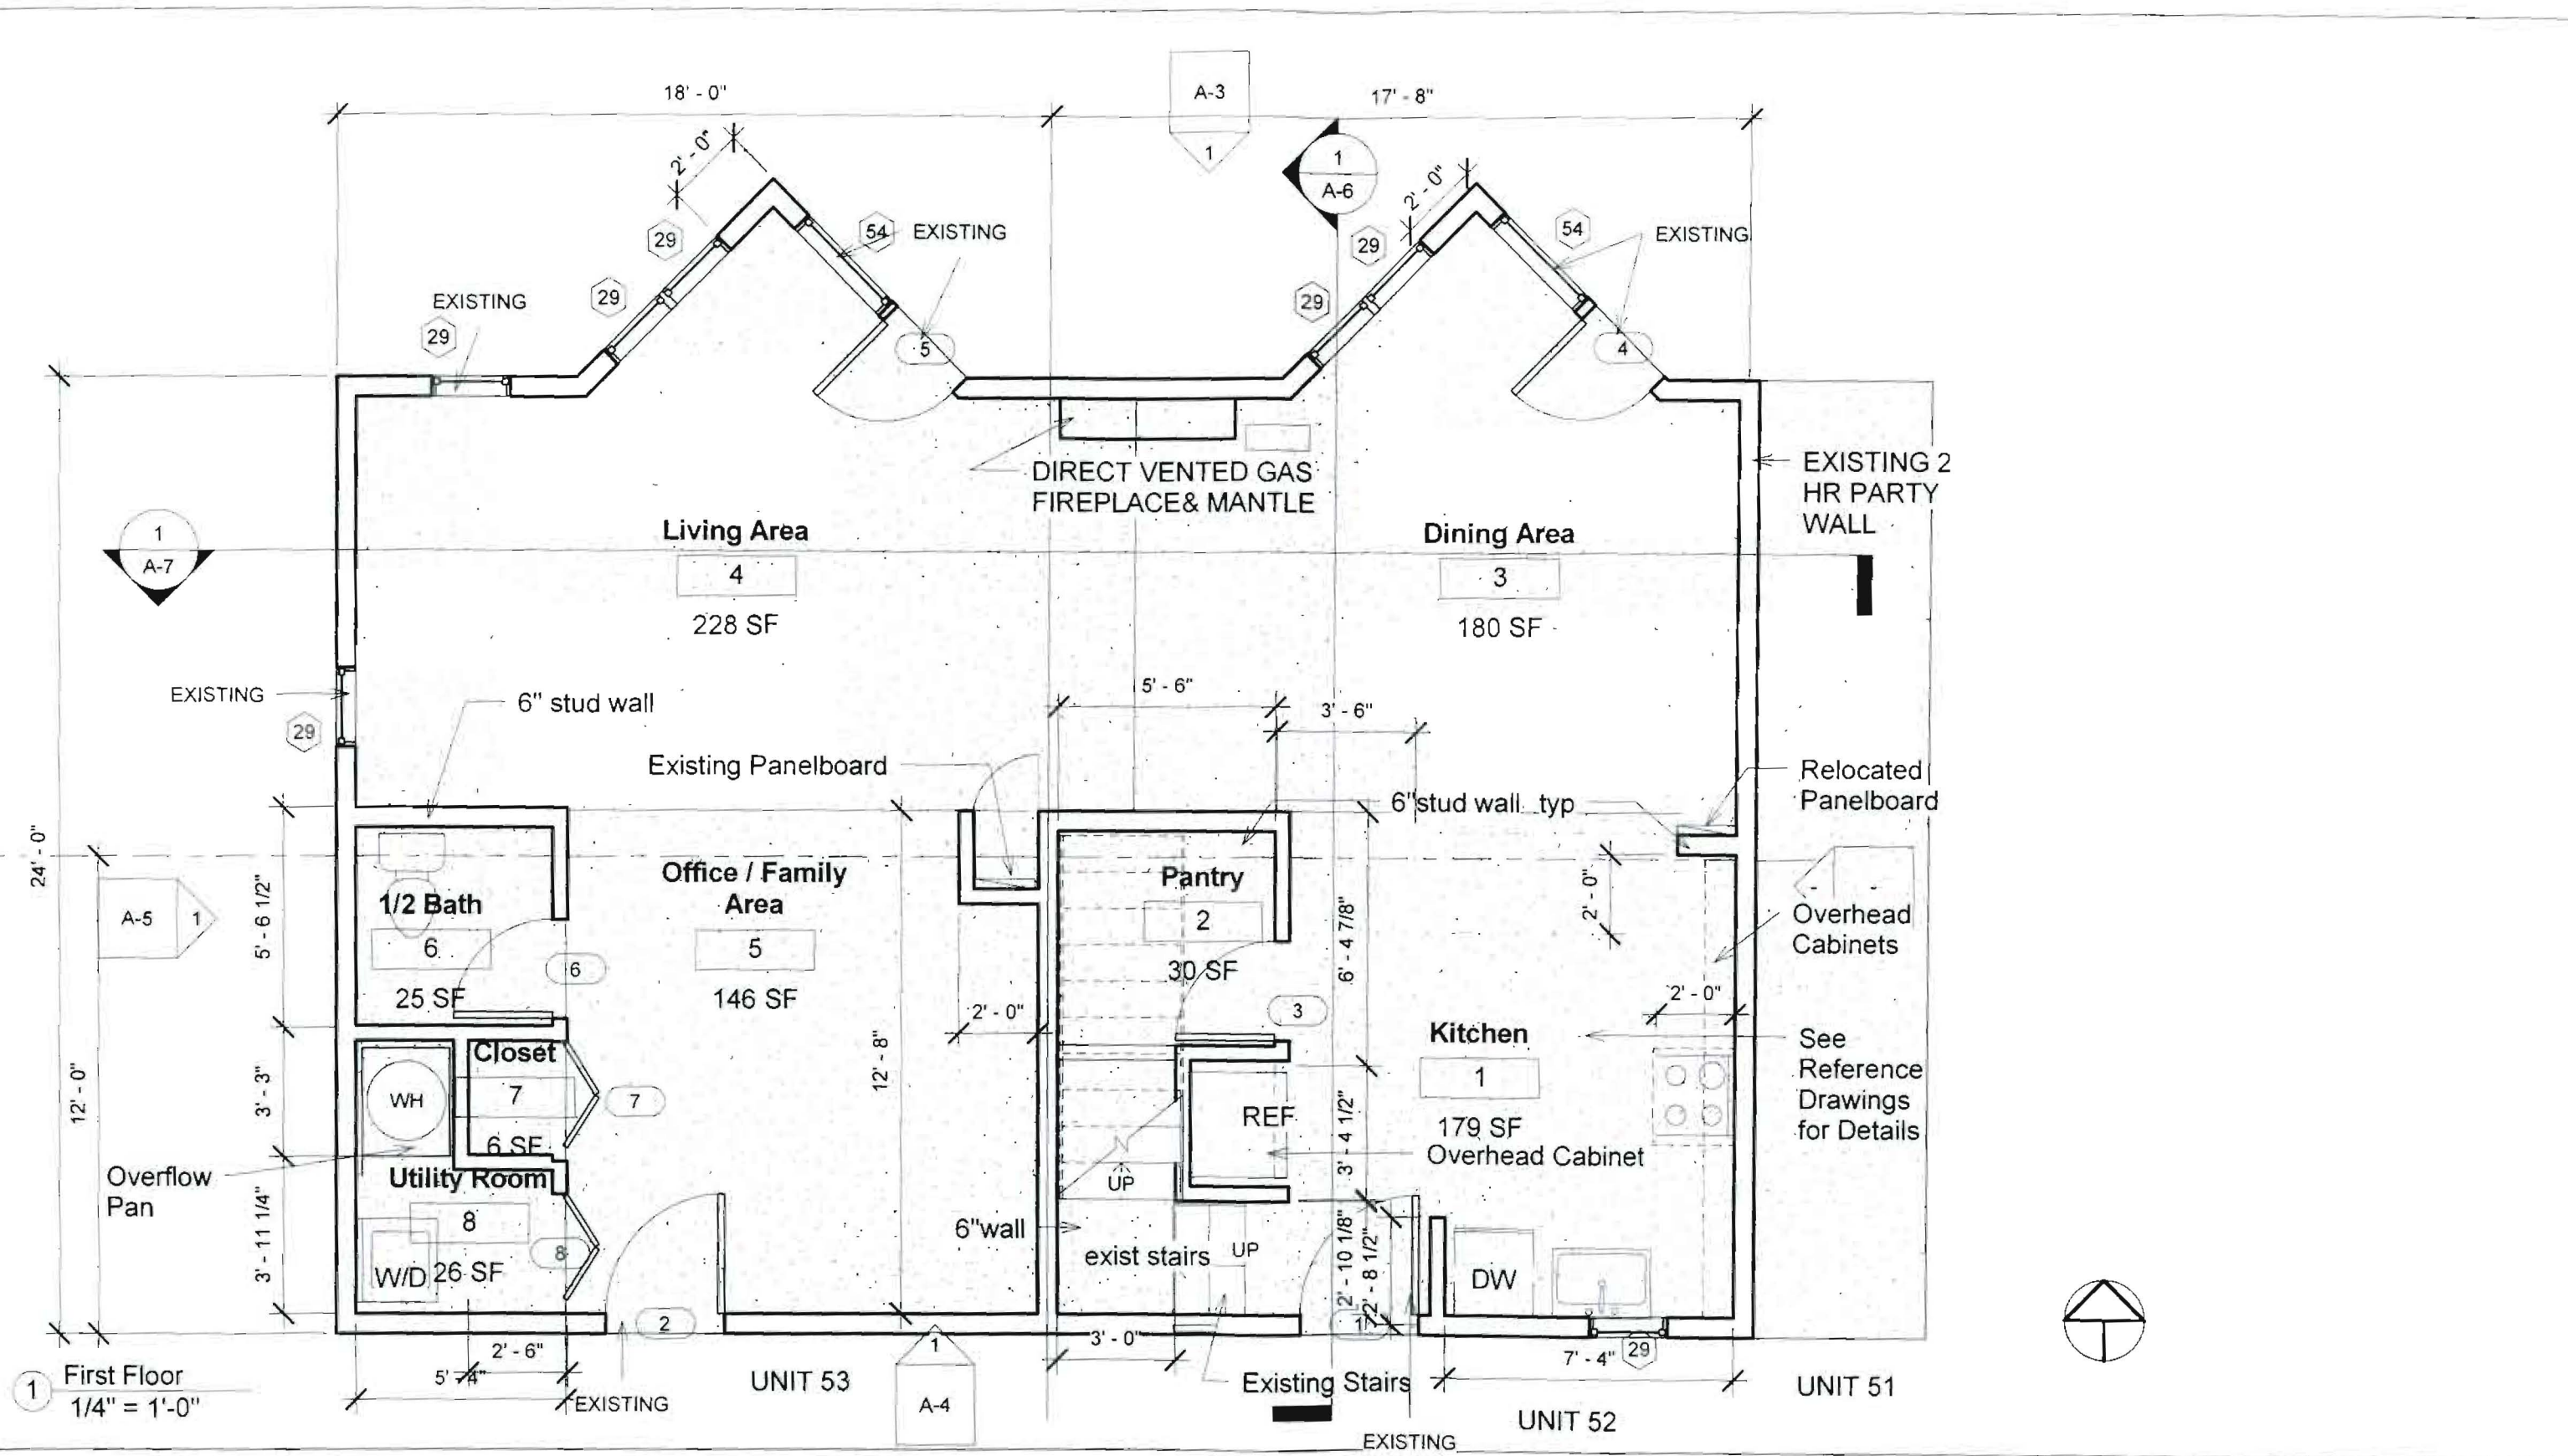 18' - 0"
A-3
1
17' - 8"
2' - 0"
1
A-6
2' - 0"
29
54
EXISTING
29
54
EXISTING
EXISTING
29
29
29
29
5
4
DIRECT VENTED GAS
FIREPLACE& MANTLE
EXISTING 2
HR PARTY
WALL
1
A-7
Living Area
4
228 SF
Dining Area
3
180 SF
EXISTING
29
6" stud wall
5' - 6"
3' - 6"
Existing Panelboard
6"stud wall typ
Relocated
Panelboard
24' - 0"
12' - 0"
A-5
1
5' - 6 1/2"
1/2 Bath
6
25 SF
6
Office / Family
Area
5
146 SF
2' - 0"
12' - 8"
Pantry
2
30 SF
3
6' - 4 7/8"
2' - 0"
Overhead
Cabinets
2' - 0"
Kitchen
1
179 SF
See
Reference
Drawings
for Details
3' - 3"
WH
Closet
7
6 SF
7
REF
3' - 4 1/2"
Overhead Cabinet
Overflow
Pan
3' - 11 1/4"
Utility Room
8
26 SF
8
W/D
UP
6"wall
exist stairs
UP
2' - 10 1/8"
2' - 8 1/2"
DW
2
1
3' - 0"
7' - 4"
29
2' - 6"
5' - 4"
1
First Floor
1/4" = 1'-0"
EXISTING
UNIT 53
1
A-4
Existing Stairs
EXISTING
UNIT 52
UNIT 51